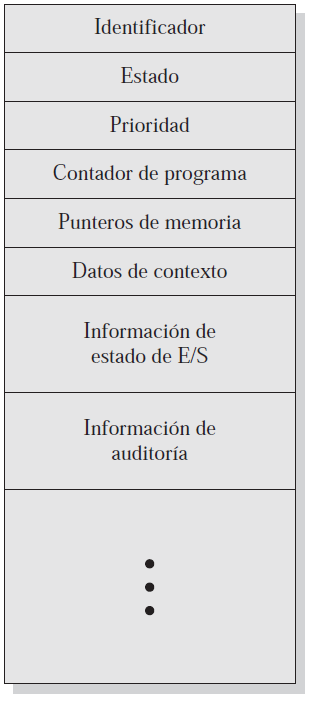 Identificador
Estado
Prioridad
Contador de programa
Punteros de memoria
Datos de contexto
Información de
estado de E/S
Información de
auditoría